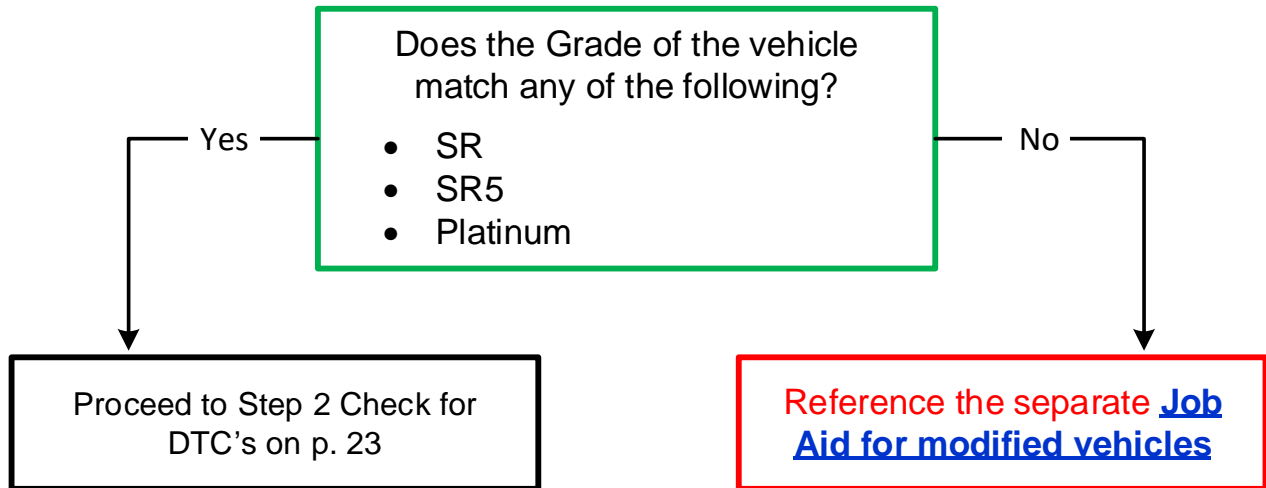 Does the Grade of the vehicle
match any of the following?
• SR
• SR5
• Platinum
Yes
No
Proceed to Step 2 Check for
DTC's on p. 23
Reference the separate Job
Aid for modified vehicles